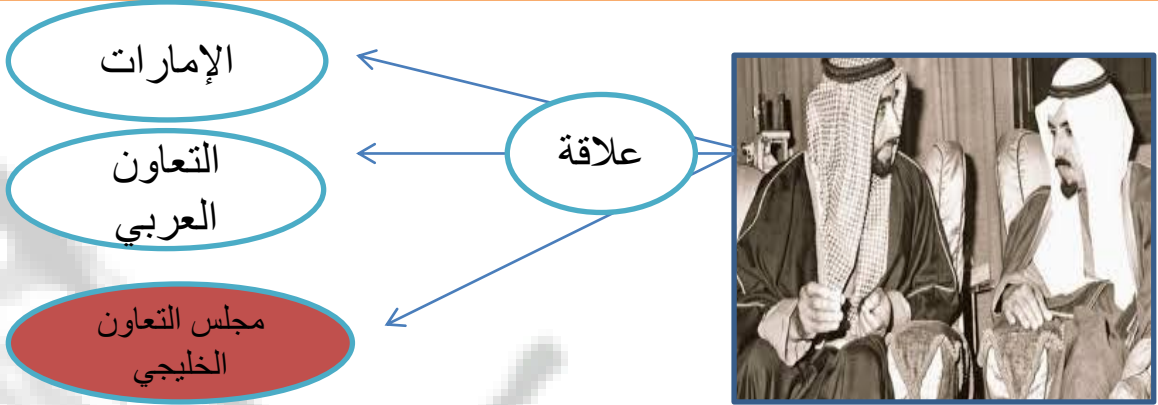 الإمارات
علاقة
التعاون
العربي
مجلس التعاون
الخليجي